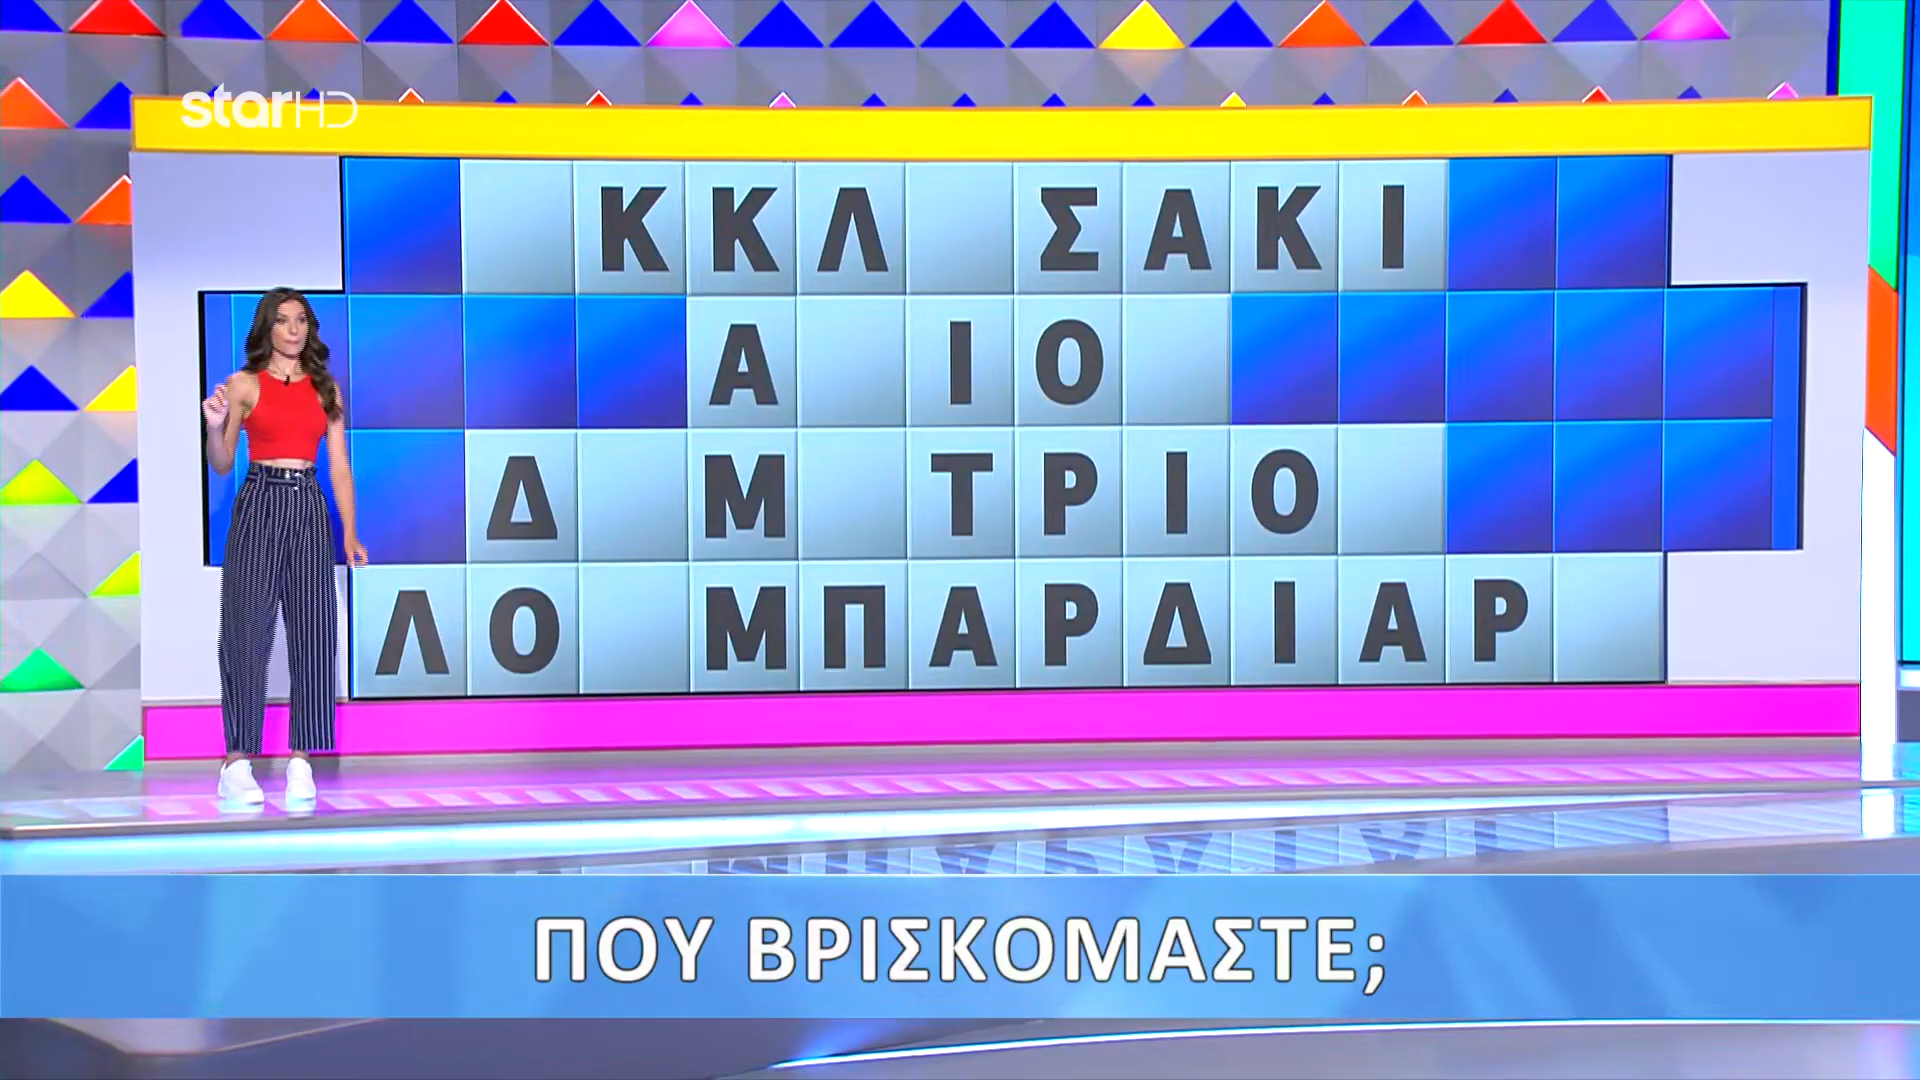 starHD
ΚΚΛ ΣΑΚΙ
Α ΙΟ
Δ Μ ΤΡΙΟ
ΛΟ ΜΠΑΡΔΙΑΡ
ΠΟΥ ΒΡΙΣΚΟΜΑΣΤΕ;